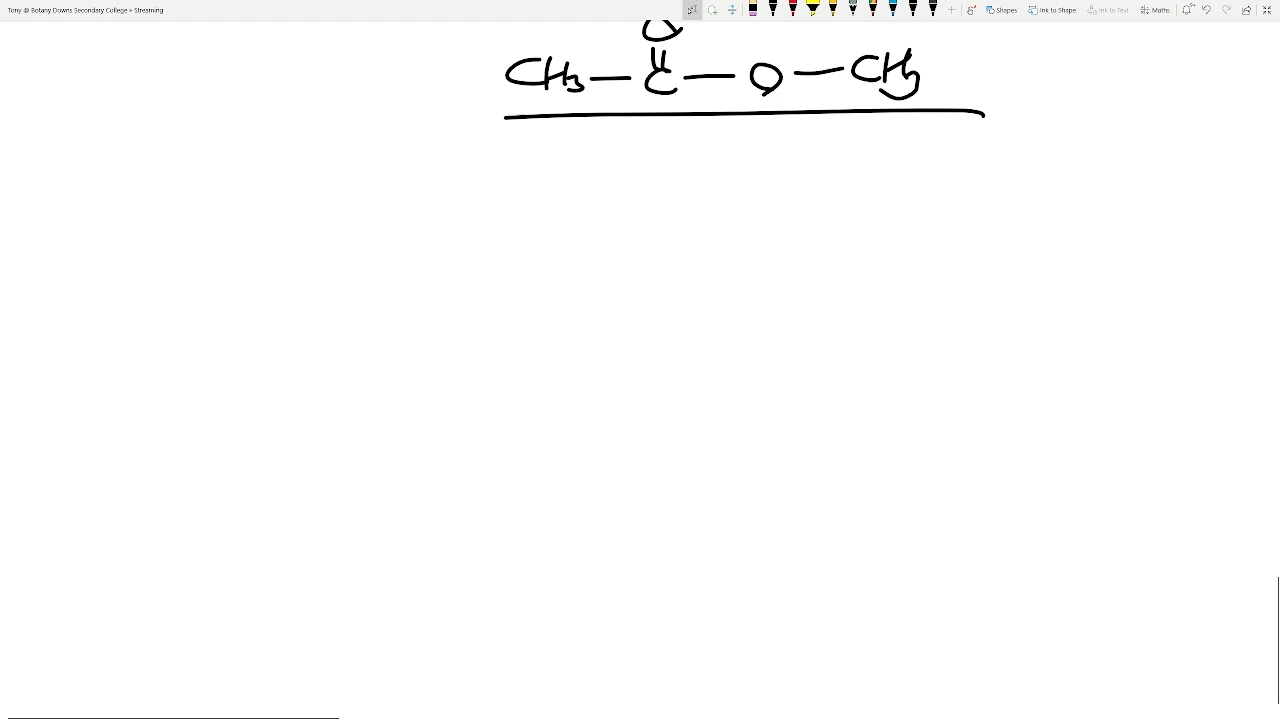 Tony @ Botany Downs Secondary College » Streaming
Shapes Ink to Shape Ink to Text Maths
O
CH3 — C — O — CH3